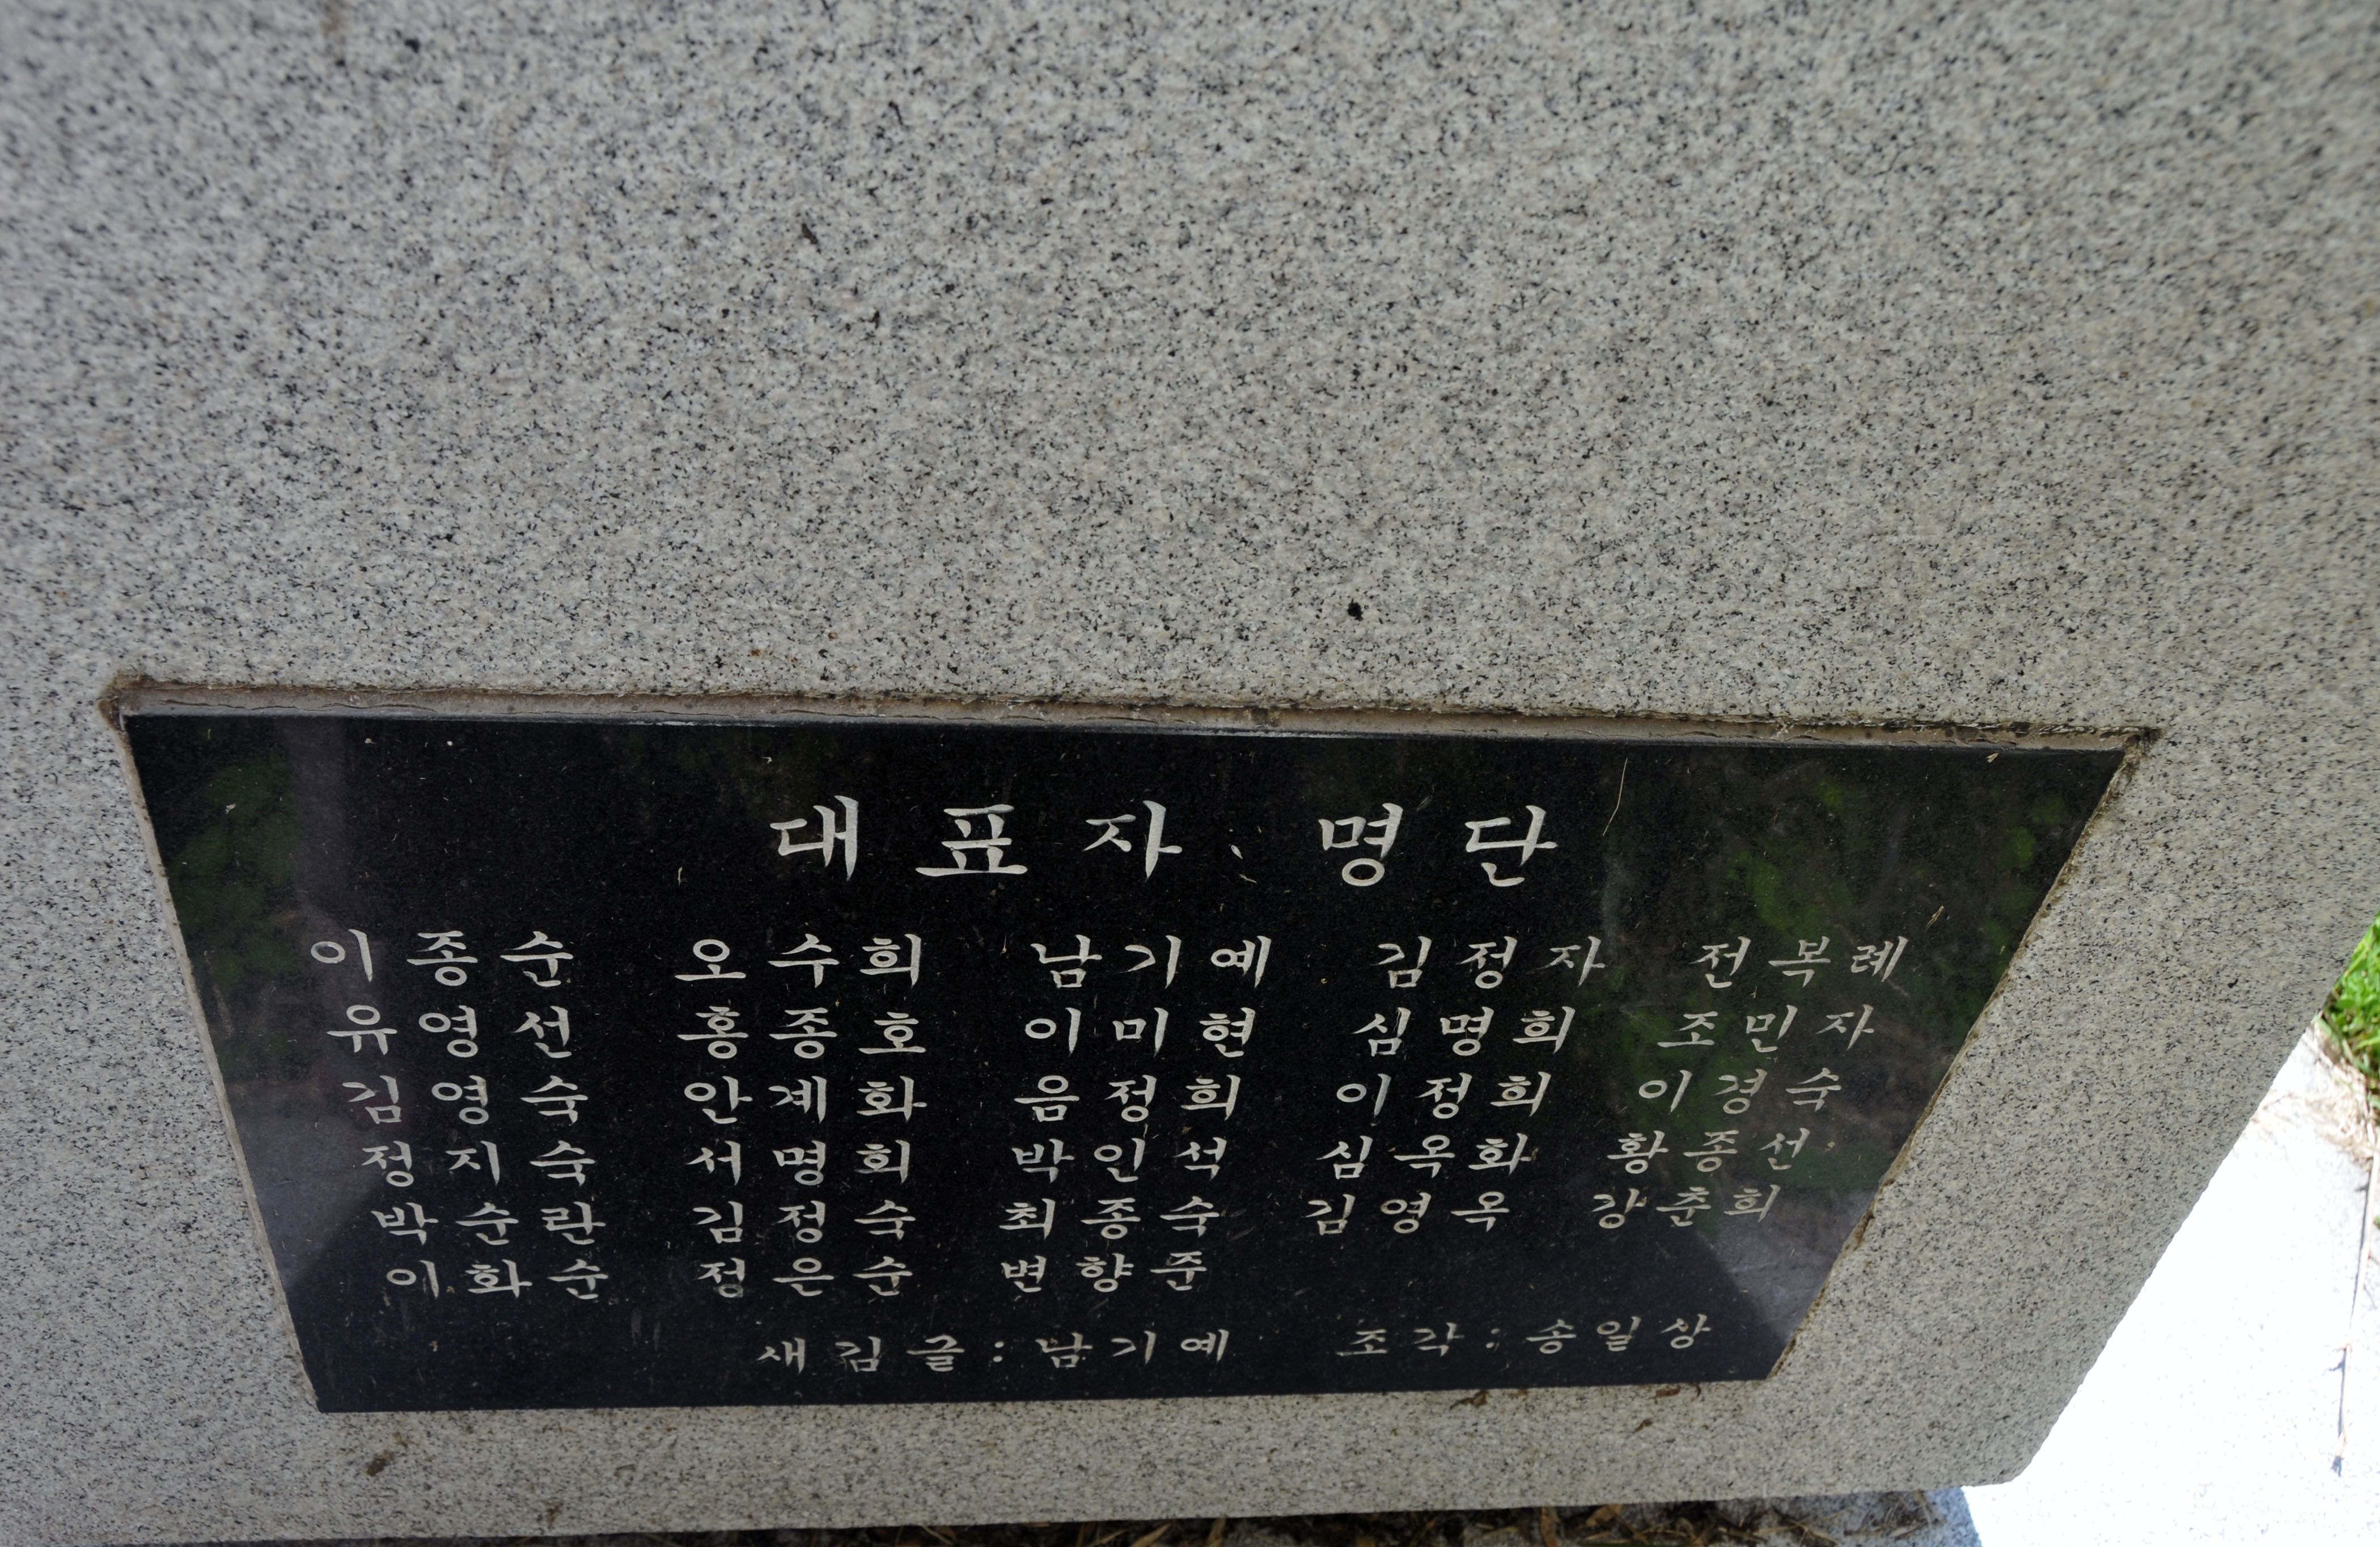 대표자 명단
이종순 오수희 남기예 김정자 전복례
유영선 홍종호 이미현 심명희 조민자
김영숙 안계화 음정희 이정희 이경숙
정지숙 서명희 박인석 심옥화 황종선
박순란 김정숙 최종숙 김영옥 강춘희
이화순 정은순 변향준
새김글:남기예 조각:송일상